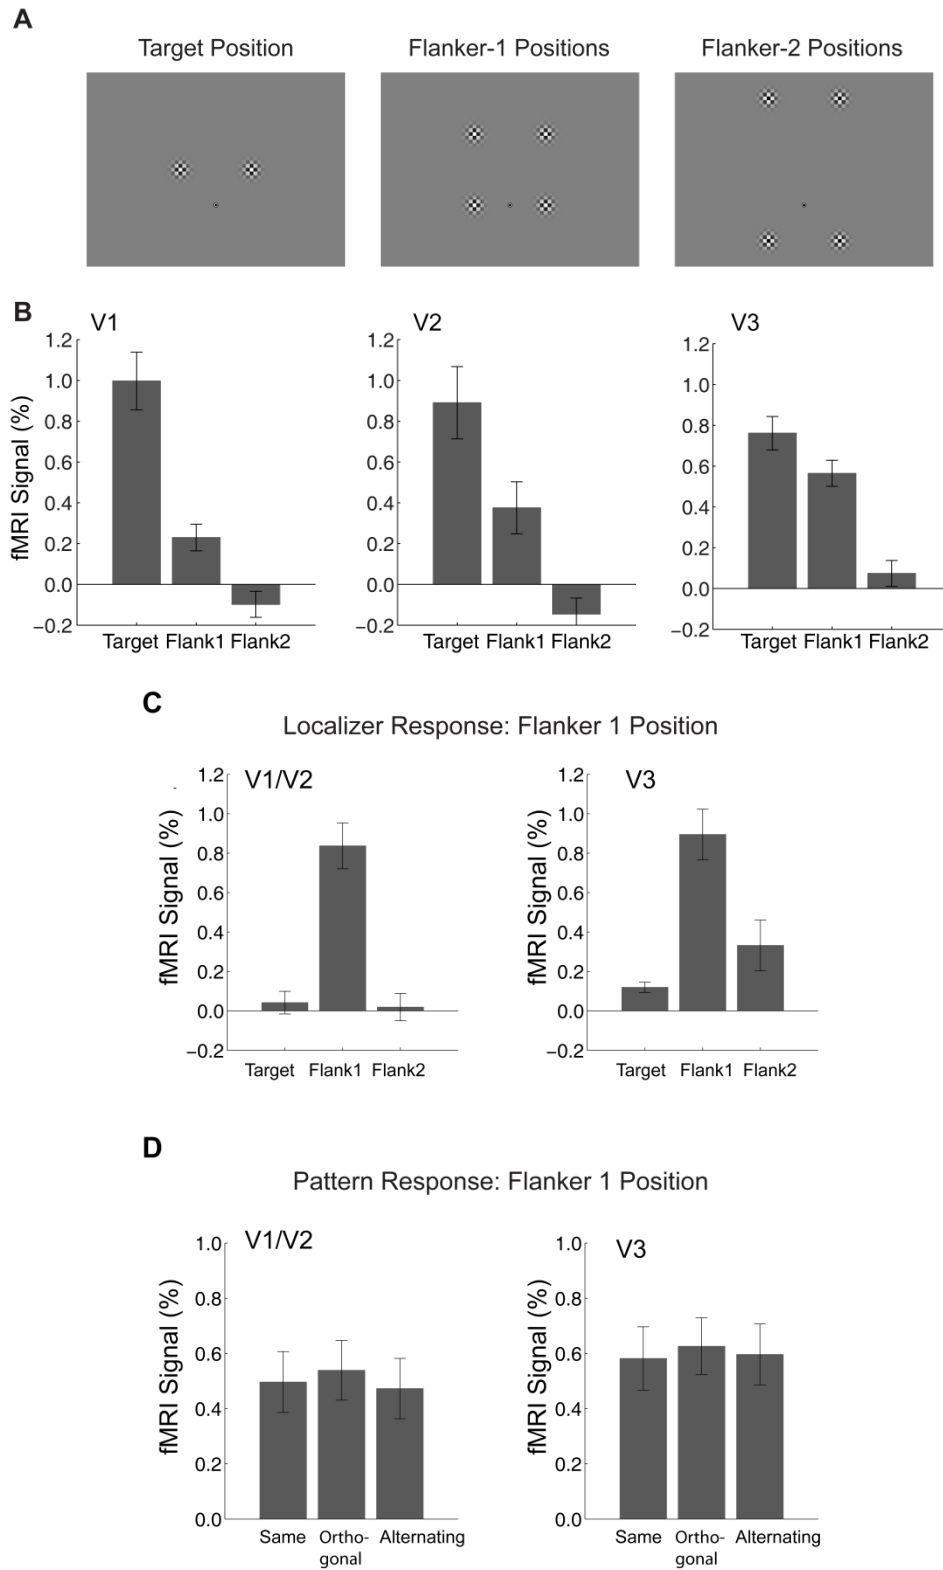 A
Target Position
Flanker-1 Positions
Flanker-2 Positions
B
V1
V2
V3
fMRI Signal (%)
1.2
1.0
0.8
0.6
0.4
0.2
0.0
−0.2
Target Flank1 Flank2
1.2
1.0
0.8
0.6
0.4
0.2
0.0
−0.2
Target Flank1 Flank2
1.2
1.0
0.8
0.6
0.4
0.2
0.0
−0.2
Target Flank1 Flank2
C
Localizer Response: Flanker 1 Position
V1/V2
fMRI Signal (%)
1.2
1.0
0.8
0.6
0.4
0.2
0.0
−0.2
Target Flank1 Flank2
V3
fMRI Signal (%)
1.2
1.0
0.8
0.6
0.4
0.2
0.0
−0.2
Target Flank1 Flank2
D
Pattern Response: Flanker 1 Position
V1/V2
fMRI Signal (%)
1.0
0.8
0.6
0.4
0.2
0.0
Same Ortho- Alternating
gonal
V3
fMRI Signal (%)
1.0
0.8
0.6
0.4
0.2
0.0
Same Ortho- Alternating
gonal